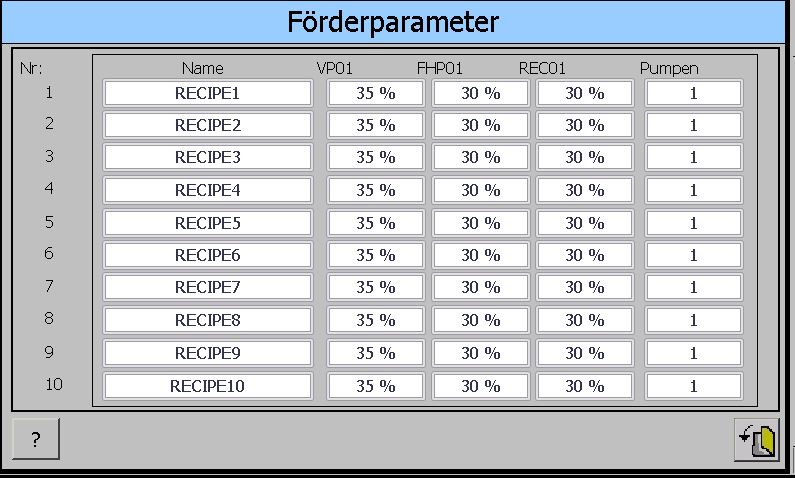 Förderparameter
Nr: Name VP01 FHP01 REC01 Pumpen
1 RECIPE1 35 % 30 % 30 % 1
2 RECIPE2 35 % 30 % 30 % 1
3 RECIPE3 35 % 30 % 30 % 1
4 RECIPE4 35 % 30 % 30 % 1
5 RECIPE5 35 % 30 % 30 % 1
6 RECIPE6 35 % 30 % 30 % 1
7 RECIPE7 35 % 30 % 30 % 1
8 RECIPE8 35 % 30 % 30 % 1
9 RECIPE9 35 % 30 % 30 % 1
10 RECIPE10 35 % 30 % 30 % 1
?